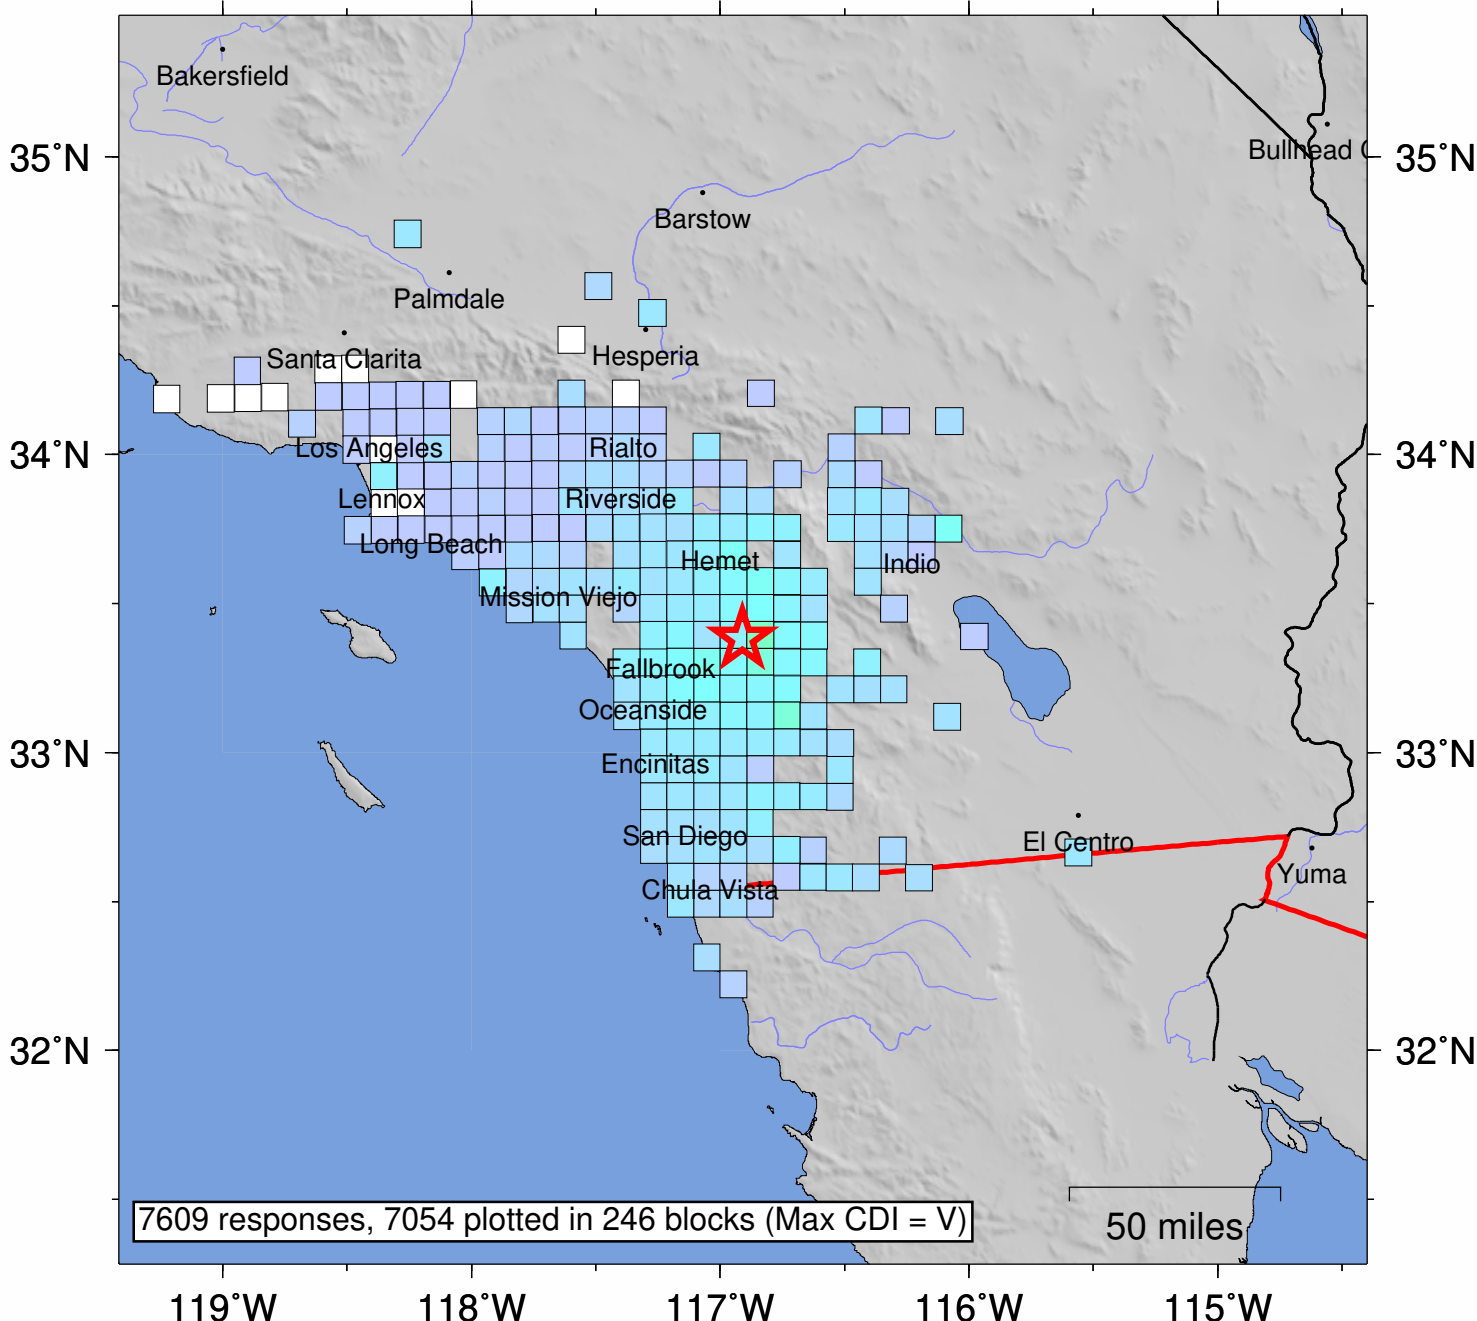 Bakersfield
35°N
35°N
Bullhead C
Barstow
Palmdale
Santa Clarita
Hesperia
34°N
34°N
Los Angeles
Rialto
Lennox
Riverside
Long Beach
Hemet
Indio
Mission Viejo
Fallbrook
Oceanside
33°N
33°N
Encinitas
San Diego
El Centro
Yuma
Chula Vista
32°N
32°N
7609 responses, 7054 plotted in 246 blocks (Max CDI = V)
50 miles
119°W
118°W
117°W
116°W
115°W